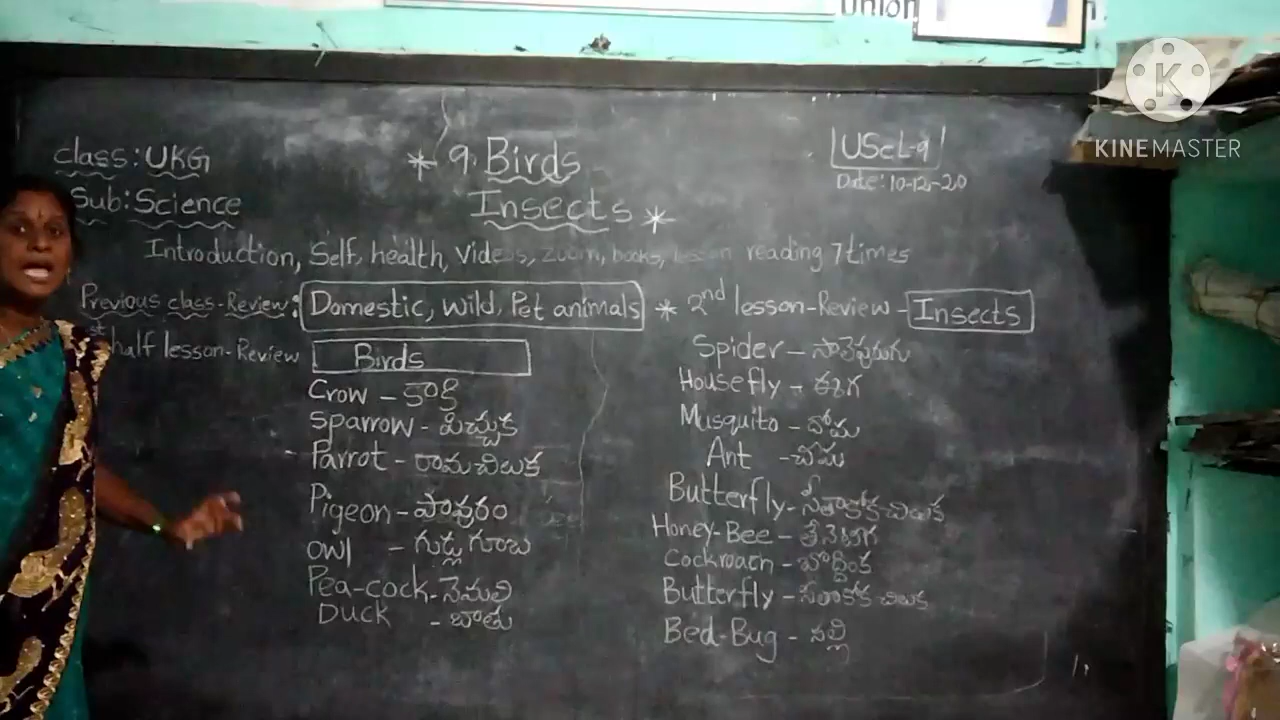 Union
KINEMASTER
class: UKG
* 9. Birds
UScL-9
Date: 10-12-20
Sub: Science
Insects *
Introduction, Self, health, Videos, zoom, books, lesson reading 7 times
Previous class-Review: Domestic, Wild, Pet animals * 2nd lesson-Review - Insects
st half lesson-Review Birds
Crow - కాకి
Sparrow - పిచ్చుక
Parrot - రామచిలుక
Pigeon - పావురం
Owl - గుడ్లగూబ
Pea-cock - నెమలి
Duck - బాతు
Spider - సాలెపురుగు
Housefly - ఈగ
Musquito - దోమ
Ant - చీమ
Butterfly - సీతాకోకచిలుక
Honey-Bee - తేనెటీగ
Cockroach - బొద్దింక
Butterfly - సీతాకోకచిలుక
Bed-Bug - నల్లి